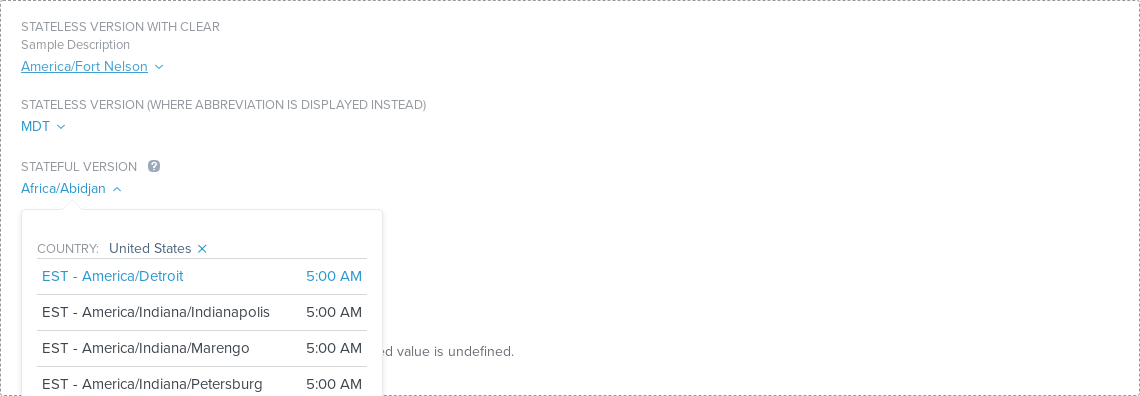 STATELESS VERSION WITH CLEAR
Sample Description
America/Fort Nelson
STATELESS VERSION (WHERE ABBREVIATION IS DISPLAYED INSTEAD)
MDT
STATEFUL VERSION ?
Africa/Abidjan
COUNTRY: United States ×
EST - America/Detroit 5:00 AM
EST - America/Indiana/Indianapolis 5:00 AM
EST - America/Indiana/Marengo 5:00 AM
value is undefined.
EST - America/Indiana/Petersburg 5:00 AM